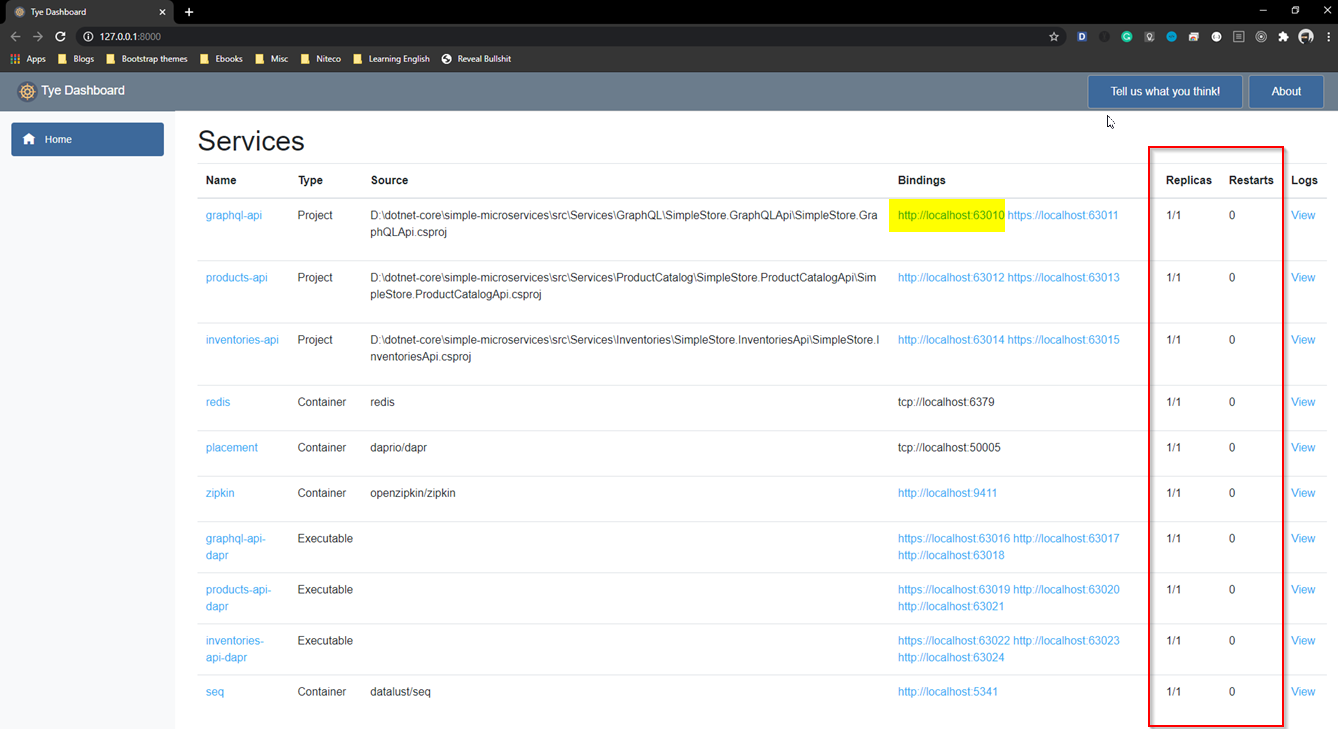 Tye Dashboard
127.0.0.1:8000
Apps Blogs Bootstrap themes Ebooks Misc Niteco Learning English Reveal Bullshit
Tye Dashboard Tell us what you think! About
Home
Services
Name Type Source Bindings Replicas Restarts Logs
graphql-api Project D:\dotnet-core\simple-microservices\src\Services\GraphQL\SimpleStore.GraphQLApi\SimpleStore.Gra http://localhost:63010 https://localhost:63011 1/1 0 View
phQLApi.csproj
products-api Project D:\dotnet-core\simple-microservices\src\Services\ProductCatalog\SimpleStore.ProductCatalogApi\Sim http://localhost:63012 https://localhost:63013 1/1 0 View
pleStore.ProductCatalogApi.csproj
inventories-api Project D:\dotnet-core\simple-microservices\src\Services\Inventories\SimpleStore.InventoriesApi\SimpleStore.I http://localhost:63014 https://localhost:63015 1/1 0 View
nventoriesApi.csproj
redis Container redis tcp://localhost:6379 1/1 0 View
placement Container daprio/dapr tcp://localhost:50005 1/1 0 View
zipkin Container openzipkin/zipkin http://localhost:9411 1/1 0 View
graphql-api- Executable https://localhost:63016 http://localhost:63017 1/1 0 View
dapr http://localhost:63018
products-api- Executable https://localhost:63019 http://localhost:63020 1/1 0 View
dapr http://localhost:63021
inventories- Executable https://localhost:63022 http://localhost:63023 1/1 0 View
api-dapr http://localhost:63024
seq Container datalust/seq http://localhost:5341 1/1 0 View